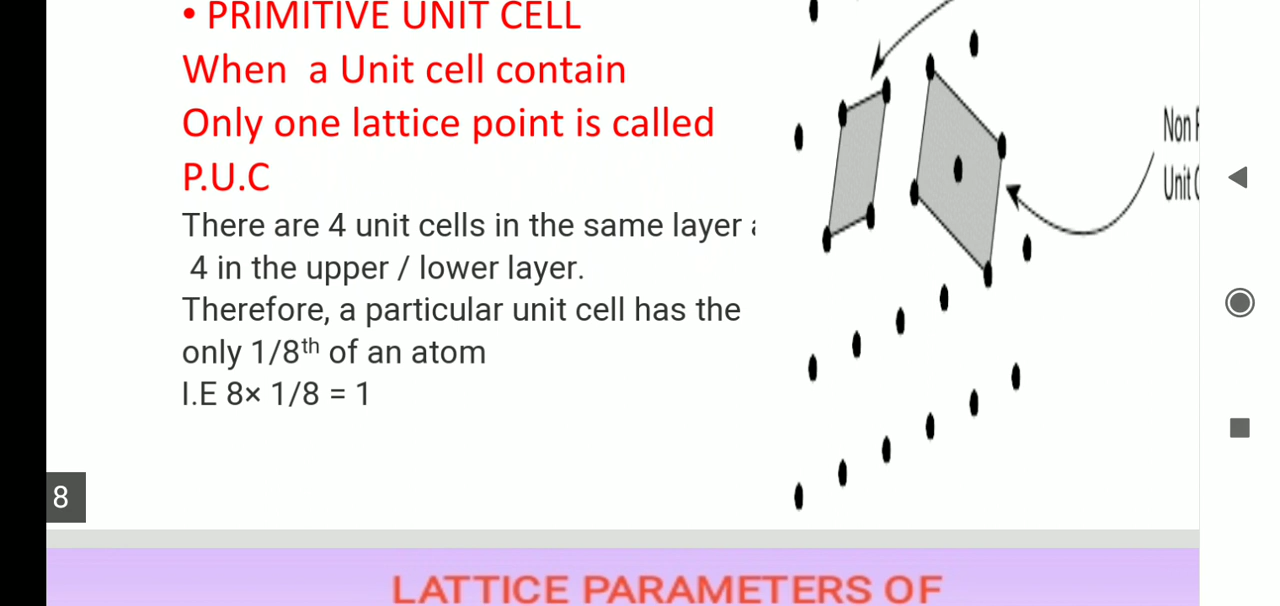 • PRIMITIVE UNIT CELL
When a Unit cell contain
Only one lattice point is called
P.U.C
There are 4 unit cells in the same layer
4 in the upper / lower layer.
Therefore, a particular unit cell has the
only 1/8th of an atom
I.E 8× 1/8 = 1
Non
Unit
8
LATTICE PARAMETERS OF